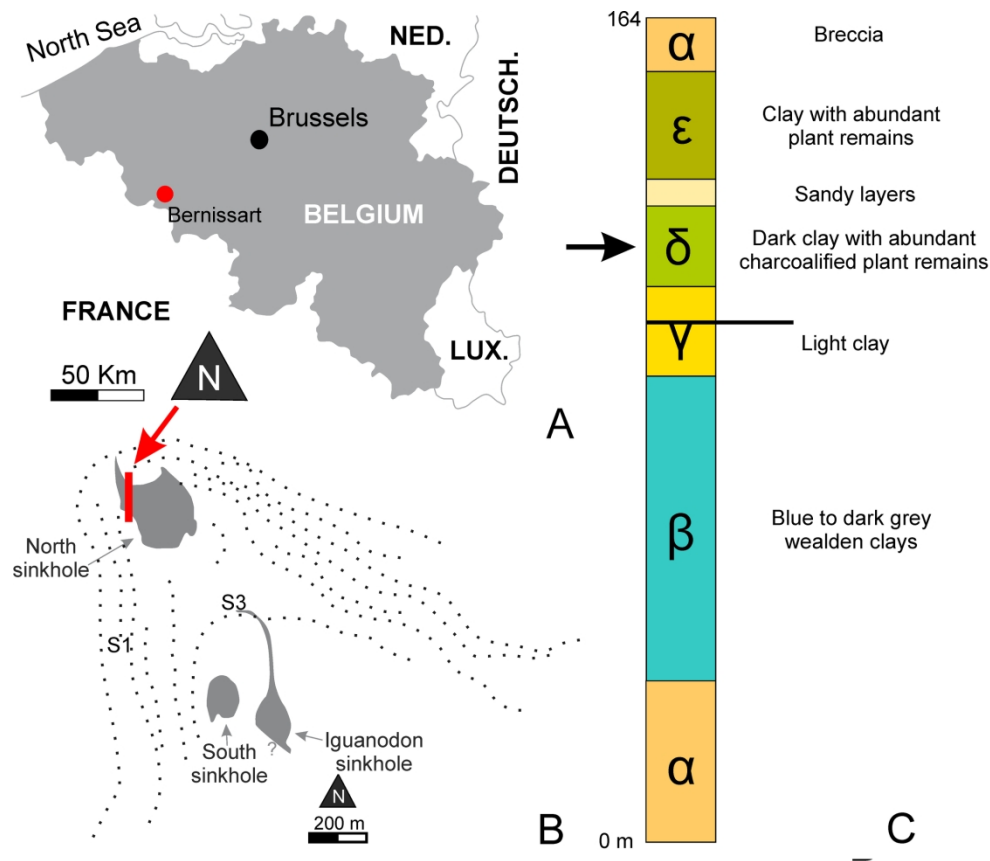 North Sea
NED.
DEUTSCH.
Brussels
Bernissart
BELGIUM
FRANCE
LUX.
50 Km
N
A
North
sinkhole
S1
S3
South
sinkhole
?
Iguanodon
sinkhole
N
200 m
B
164
α
Breccia
ε
Clay with abundant
plant remains
Sandy layers
δ
Dark clay with abundant
charcoalified plant remains
γ
Light clay
β
Blue to dark grey
wealden clays
α
0 m
C